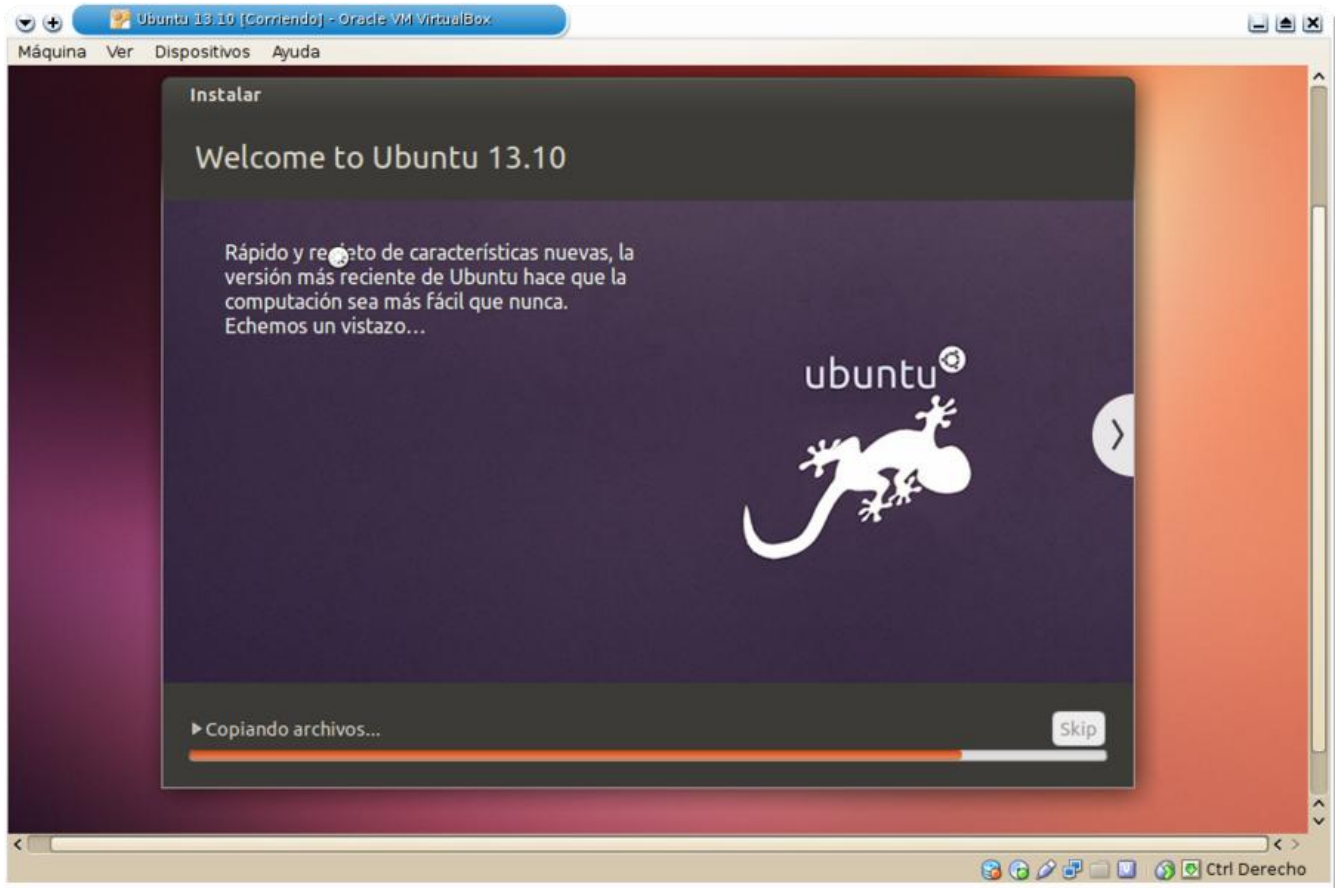 Ubuntu 13.10 [Corriendo] - Oracle VM VirtualBox
Máquina Ver Dispositivos Ayuda
Instalar
Welcome to Ubuntu 13.10
Rápido y de características nuevas, la
versión más reciente de Ubuntu hace que la
computación sea más fácil que nunca.
Echemos un vistazo...
ubuntu
Copiando archivos...
Skip
Ctrl Derecho